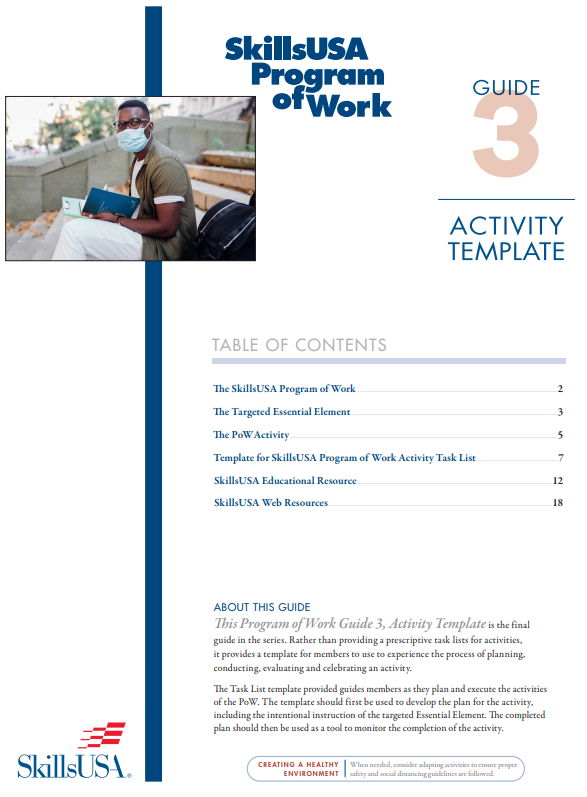 SkillsUSA
Program
of Work
GUIDE
3
ACTIVITY
TEMPLATE
TABLE OF CONTENTS
The SkillsUSA Program of Work 2
The Targeted Essential Element 3
The PoW Activity 5
Template for SkillsUSA Program of Work Activity Task List 7
SkillsUSA Educational Resource 12
SkillsUSA Web Resources 18
ABOUT THIS GUIDE
This Program of Work Guide 3, Activity Template is the final
guide in the series. Rather than providing a prescriptive task lists for activities,
it provides a template for members to use to experience the process of planning,
conducting, evaluating and celebrating an activity.
The Task List template provided guides members as they plan and execute the activities
of the PoW. The template should first be used to develop the plan for the activity,
including the intentional instruction of the targeted Essential Element. The completed
plan should then be used as a tool to monitor the completion of the activity.
SkillsUSA®
CREATING A HEALTHY
ENVIRONMENT
When needed, consider adapting activities to ensure proper
safety and social distancing guidelines are followed.